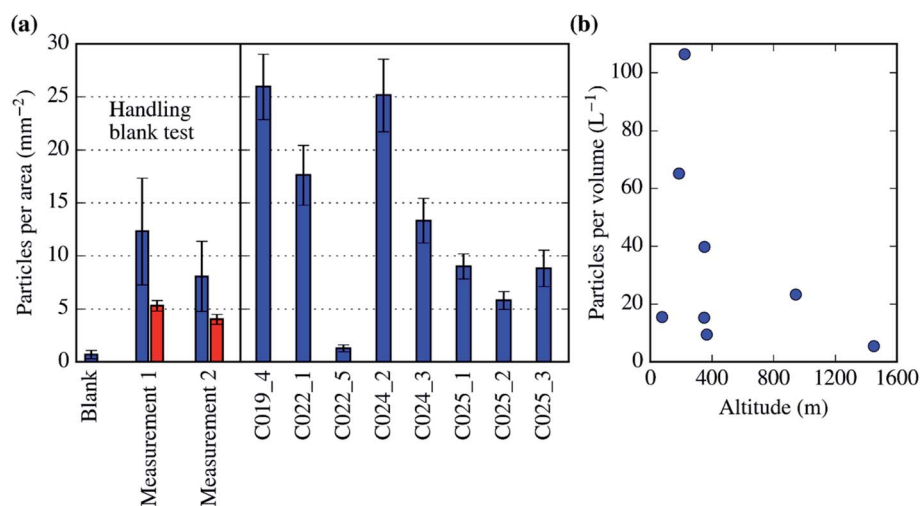 (a)
Particles per area (mm⁻²)
30
25
20
15
10
5
0
Handling
blank test
Blank
Measurement 1
Measurement 2
C019_4
C022_1
C022_5
C024_2
C024_3
C025_1
C025_2
C025_3
(b)
Particles per volume (L⁻¹)
100
80
60
40
20
0
0 400 800 1200 1600
Altitude (m)